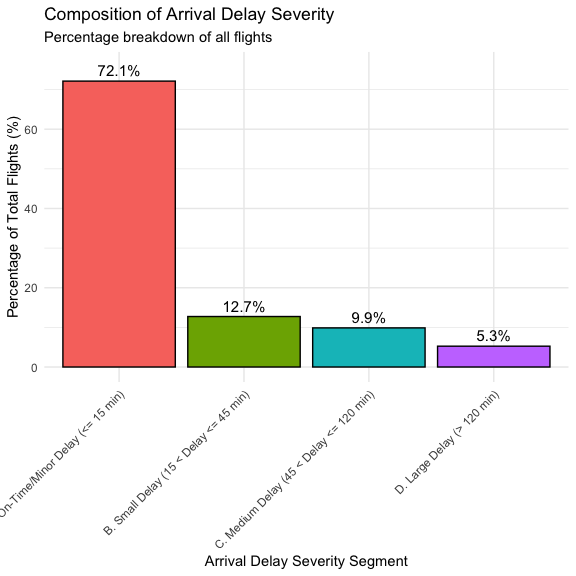 Composition of Arrival Delay Severity
Percentage breakdown of all flights
Percentage of Total Flights (%)
60
40
20
0
72.1%
12.7%
9.9%
5.3%
On-Time/Minor Delay (<= 15 min)
B. Small Delay (15 < Delay <= 45 min)
C. Medium Delay (45 < Delay <= 120 min)
D. Large Delay (> 120 min)
Arrival Delay Severity Segment